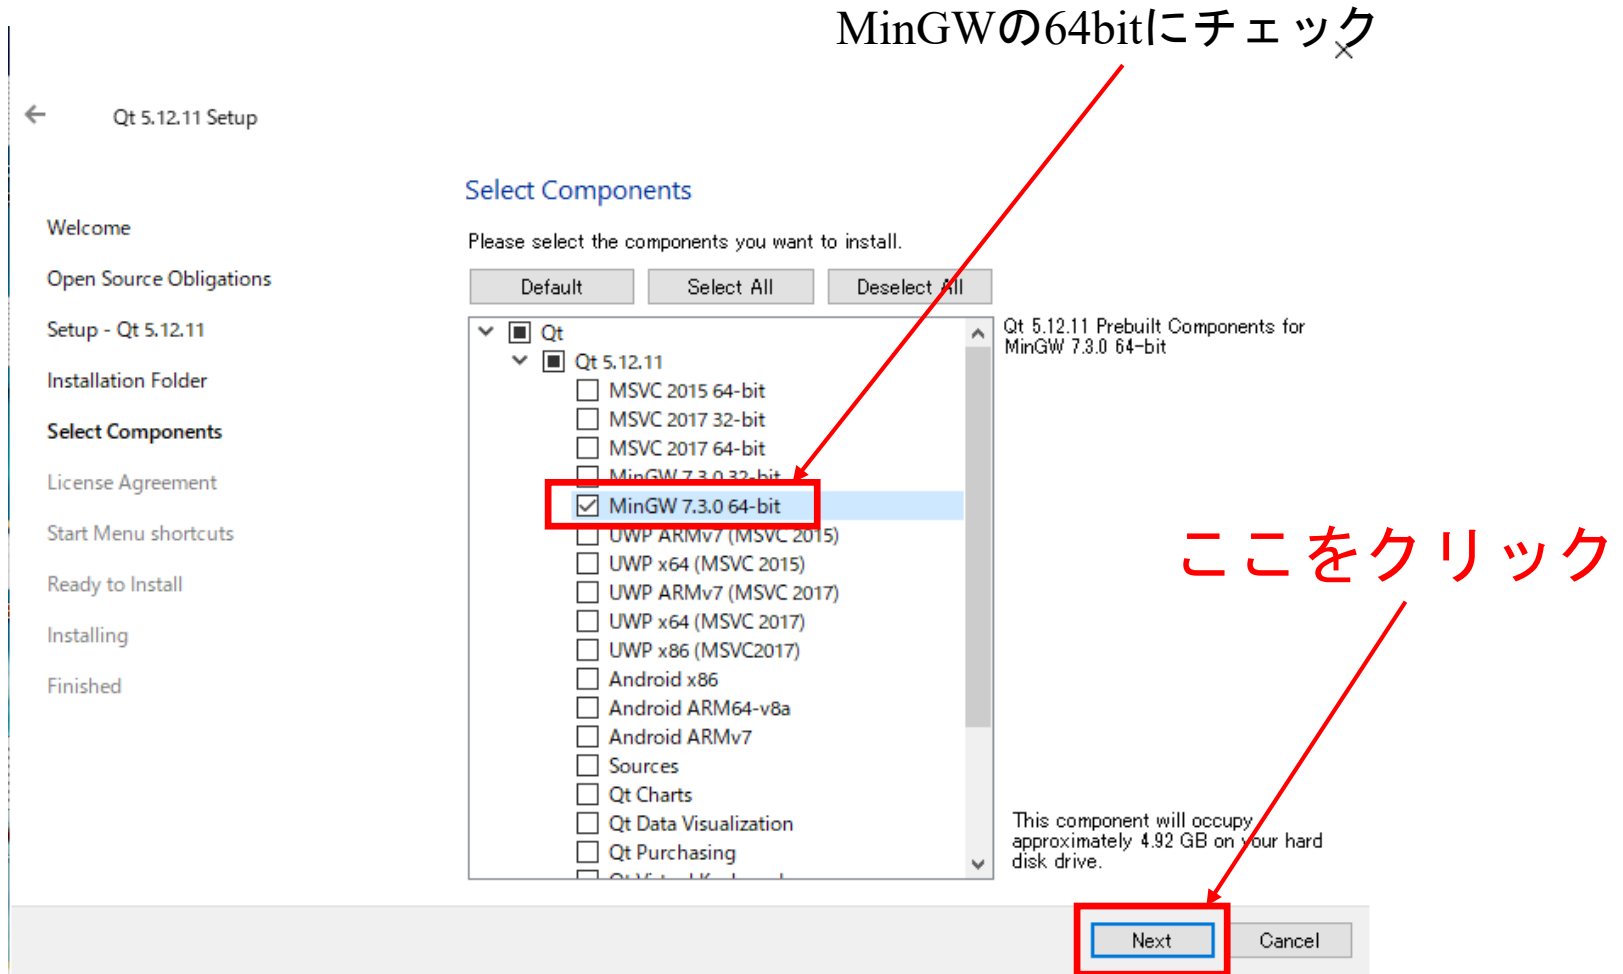 MinGWの64bitにチェック
Qt 5.12.11 Setup
Welcome
Open Source Obligations
Setup - Qt 5.12.11
Installation Folder
Select Components
License Agreement
Start Menu shortcuts
Ready to Install
Installing
Finished
Select Components
Please select the components you want to install.
Default
Select All
Deselect All
Qt
Qt 5.12.11
MSVC 2015 64-bit
MSVC 2017 32-bit
MSVC 2017 64-bit
MinGW 7.3.0 32-bit
MinGW 7.3.0 64-bit
UWP ARMv7 (MSVC 2015)
UWP x64 (MSVC 2015)
UWP ARMv7 (MSVC 2017)
UWP x64 (MSVC 2017)
UWP x86 (MSVC2017)
Android x86
Android ARM64-v8a
Android ARMv7
Sources
Qt Charts
Qt Data Visualization
Qt Purchasing
Qt 5.12.11 Prebuilt Components for
MinGW 7.3.0 64-bit
ここをクリック
This component will occupy
approximately 4.92 GB on your hard
disk drive.
Next
Cancel